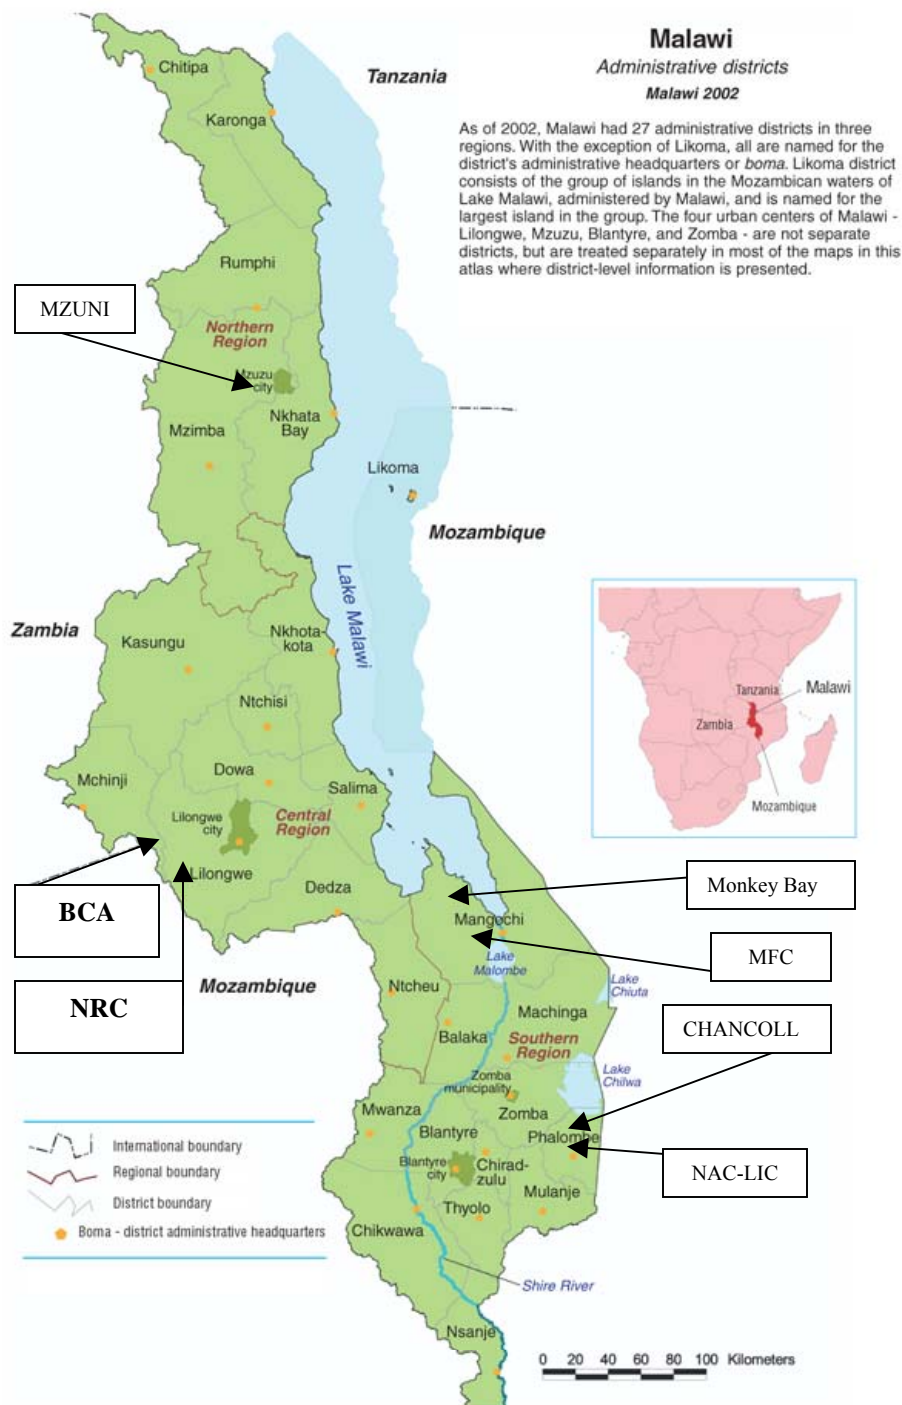 Malawi
Administrative districts
Malawi 2002
As of 2002, Malawi had 27 administrative districts in three
regions. With the exception of Likoma, all are named for the
district's administrative headquarters or boma. Likoma district
consists of the group of islands in the Mozambican waters of
Lake Malawi, administered by Malawi, and is named for the
largest island in the group. The four urban centers of Malawi -
Lilongwe, Mzuzu, Blantyre, and Zomba - are not separate
districts, but are treated separately in most of the maps in this
atlas where district-level information is presented.
Chitipa
Tanzania
Karonga
Rumphi
MZUNI
Northern
Region
Mzuzu
city
Nkhata
Bay
Mzimba
Likoma
Mozambique
Lake Malawi
Zambia
Kasungu
Nkhota-
kota
Ntchisi
Tanzania
Malawi
Zambia
Mozambique
Mchinji
Dowa
Salima
Lilongwe
city
Central
Region
Lilongwe
Dedza
BCA
NRC
Monkey Bay
Mangochi
MFC
Lake
Malombe
Mozambique
Ntcheu
Lake
Chiuta
Machinga
CHANCOLL
Balaka
Southern
Region
Lake
Chilwa
Zomba
municipality
Mwanza
Zomba
Blantyre
Phalombe
Blantyre
city
Chirad-
zulu
NAC-LIC
Mulanje
Thyolo
Chikwawa
Shire River
Nsanje
International boundary
Regional boundary
District boundary
Boma - district administrative headquarters
0 20 40 60 80 100 Kilometers